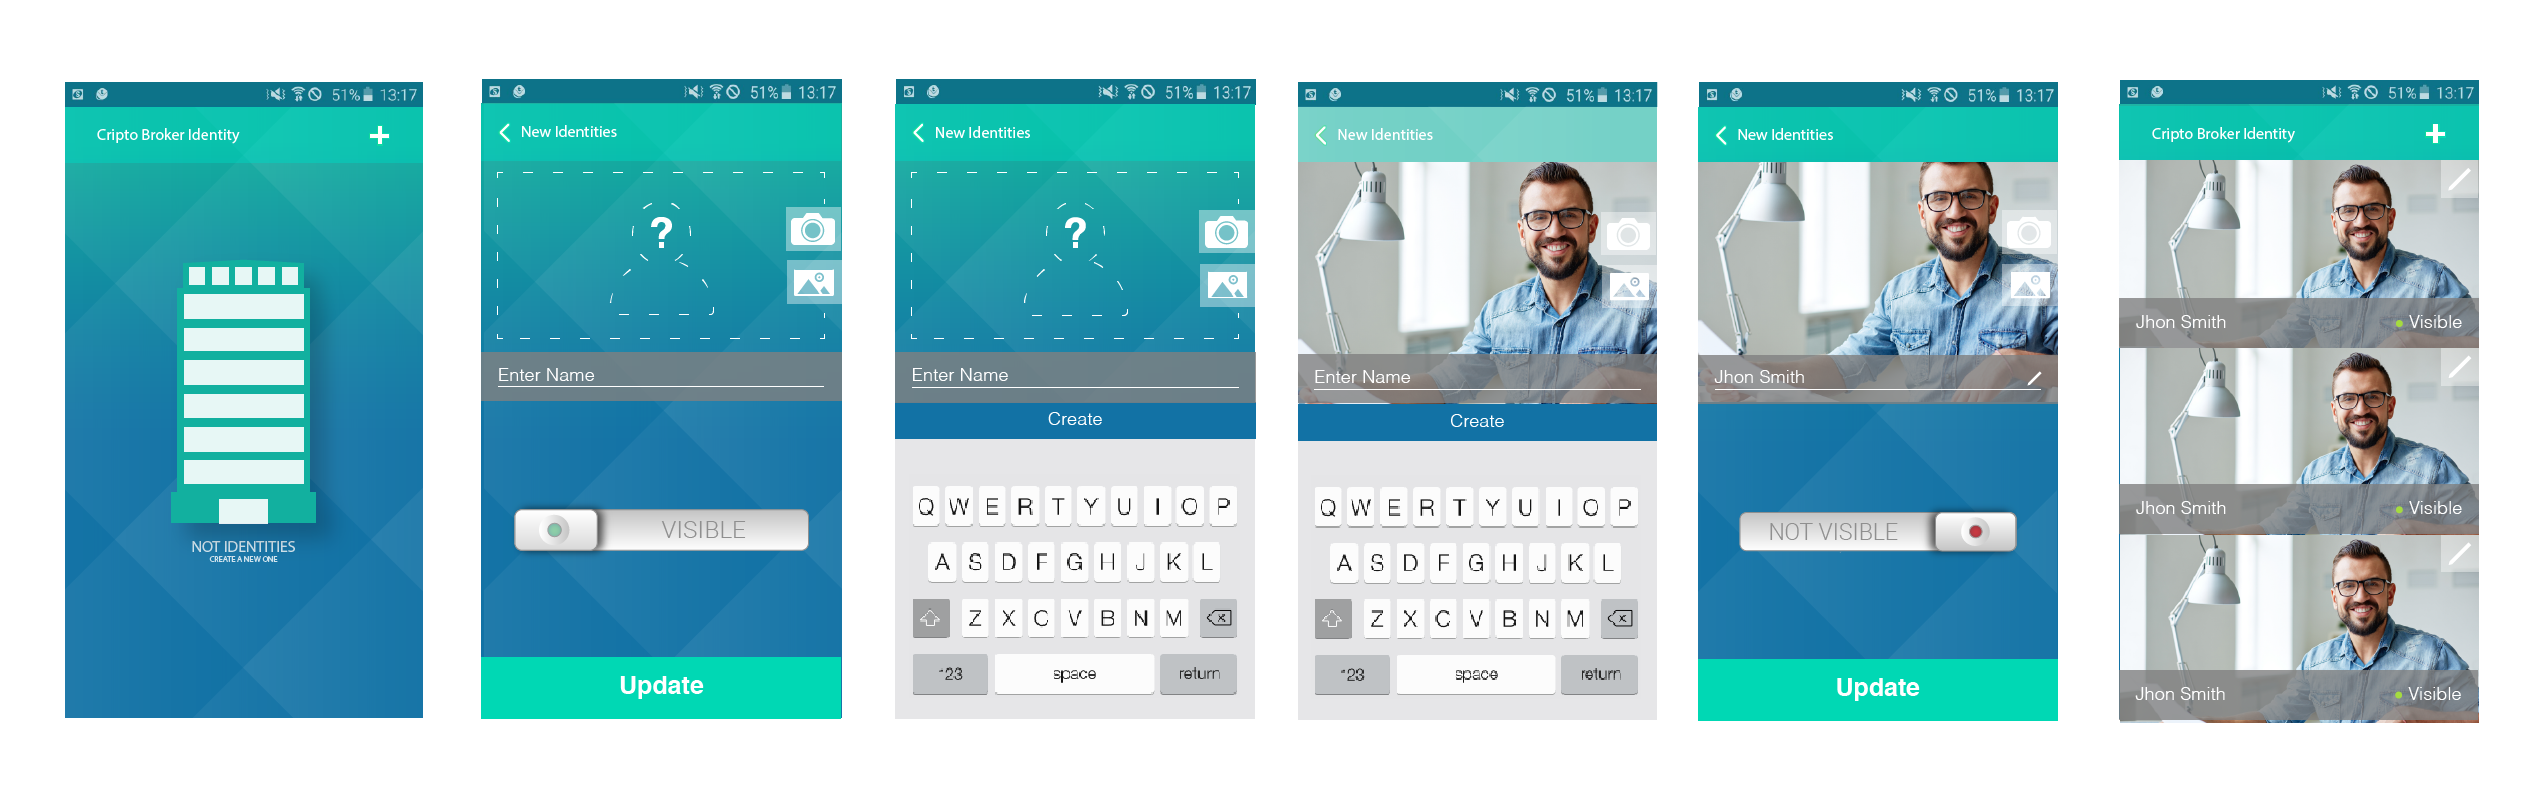 51% 13:17
Cripto Broker Identity +
NOT IDENTITIES
CREATE A NEW ONE
51% 13:17
New Identities
?
Enter Name
VISIBLE
Update
51% 13:17
New Identities
?
Enter Name
Create
Q W E R T Y U I O P
A S D F G H J K L
Z X C V B N M
123 space return
51% 13:17
New Identities
Enter Name
Create
Q W E R T Y U I O P
A S D F G H J K L
Z X C V B N M
123 space return
51% 13:17
New Identities
Jhon Smith
NOT VISIBLE
Update
51% 13:17
Cripto Broker Identity +
Jhon Smith Visible
Jhon Smith Visible
Jhon Smith Visible